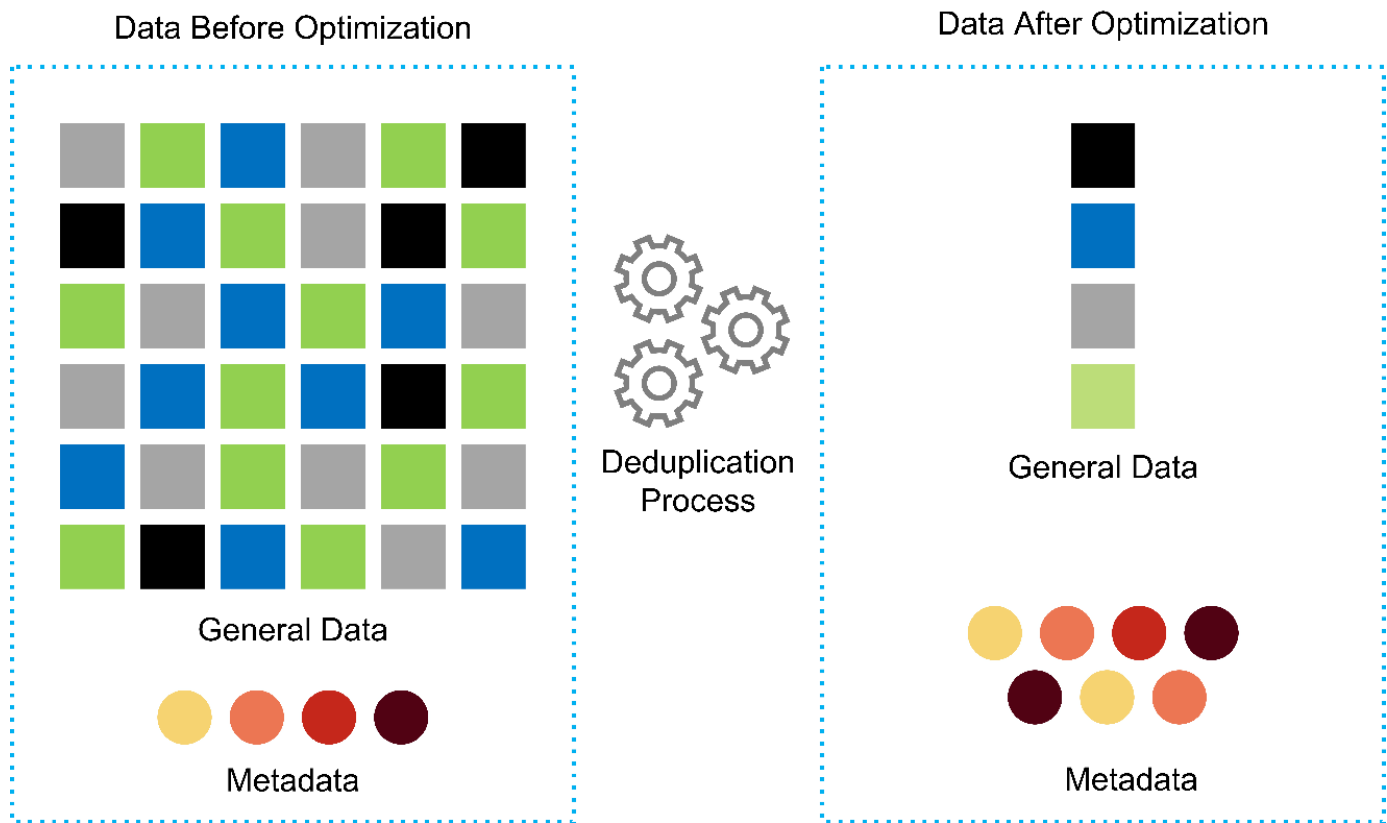 Data Before Optimization
Data After Optimization
General Data
Metadata
Deduplication
Process
General Data
Metadata